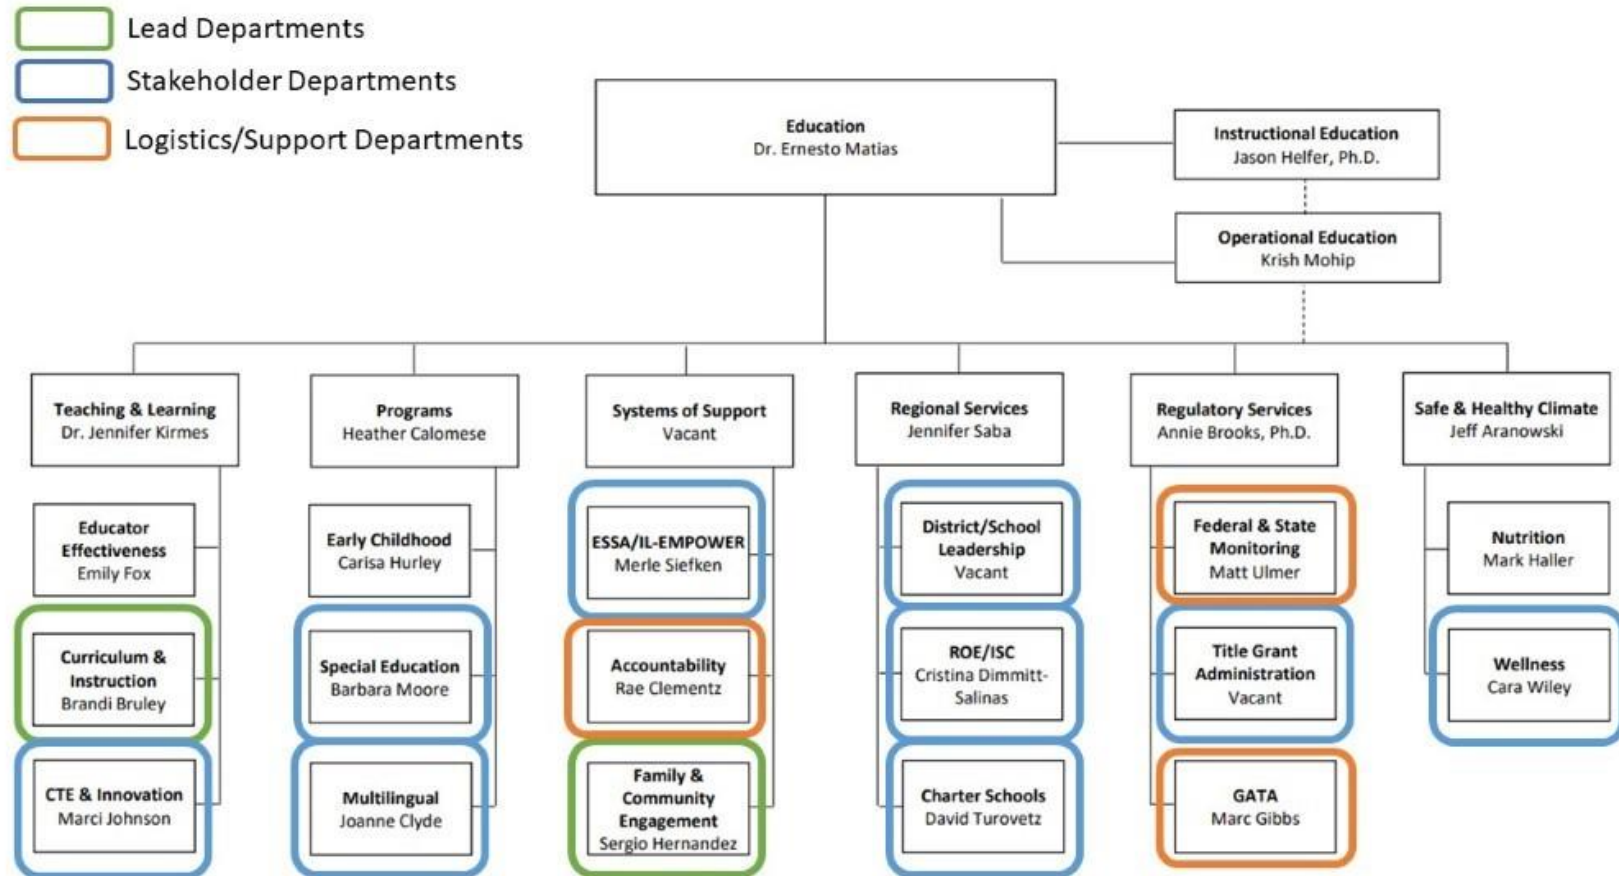 Lead Departments
Stakeholder Departments
Logistics/Support Departments
Education
Dr. Ernesto Matias
Instructional Education
Jason Helfer, Ph.D.
Operational Education
Krish Mohip
Teaching & Learning
Dr. Jennifer Kirmes
Programs
Heather Calomese
Systems of Support
Vacant
Regional Services
Jennifer Saba
Regulatory Services
Annie Brooks, Ph.D.
Safe & Healthy Climate
Jeff Aranowski
Educator
Effectiveness
Emily Fox
Early Childhood
Carisa Hurley
ESSA/IL-EMPOWER
Merle Siefken
District/School
Leadership
Vacant
Federal & State
Monitoring
Matt Ulmer
Nutrition
Mark Haller
Curriculum &
Instruction
Brandi Bruley
Special Education
Barbara Moore
Accountability
Rae Clementz
ROE/ISC
Cristina Dimmitt-
Salinas
Title Grant
Administration
Vacant
Wellness
Cara Wiley
CTE & Innovation
Marci Johnson
Multilingual
Joanne Clyde
Family &
Community
Engagement
Sergio Hernandez
Charter Schools
David Turovetz
GATA
Marc Gibbs